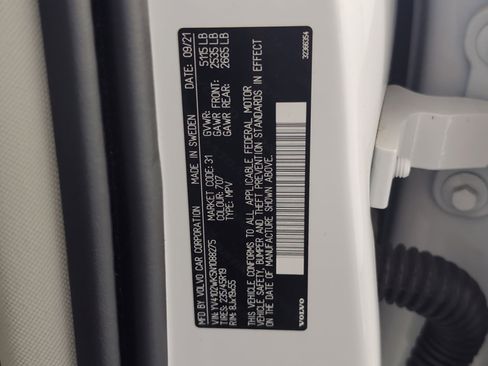 MFD BY VOLVO CAR CORPORATION MADE IN SWEDEN DATE: 09/21
VIN: YV4102WK3N1088275 MARKET CODE: 31 GVWR: 5115 LB
TIRES: 235/45R19 COLOUR: 707 GAWR FRONT: 2535 LB
RIM: 8Jx19x55 TYPE: MPV GAWR REAR: 2665 LB
THIS VEHICLE CONFORMS TO ALL APPLICABLE FEDERAL MOTOR
VEHICLE SAFETY, BUMPER AND THEFT PREVENTION STANDARDS IN EFFECT
ON THE DATE OF MANUFACTURE SHOWN ABOVE.
VOLVO 32366354